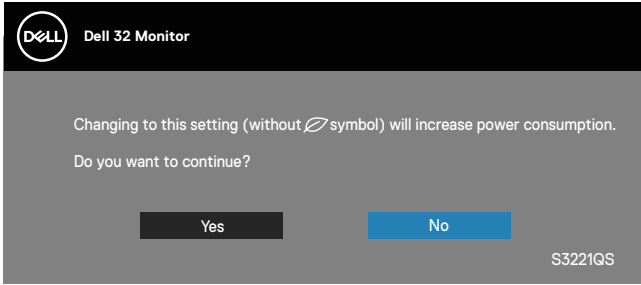 DELL
Dell 32 Monitor
Changing to this setting (without symbol) will increase power consumption.
Do you want to continue?
Yes
No
S3221QS